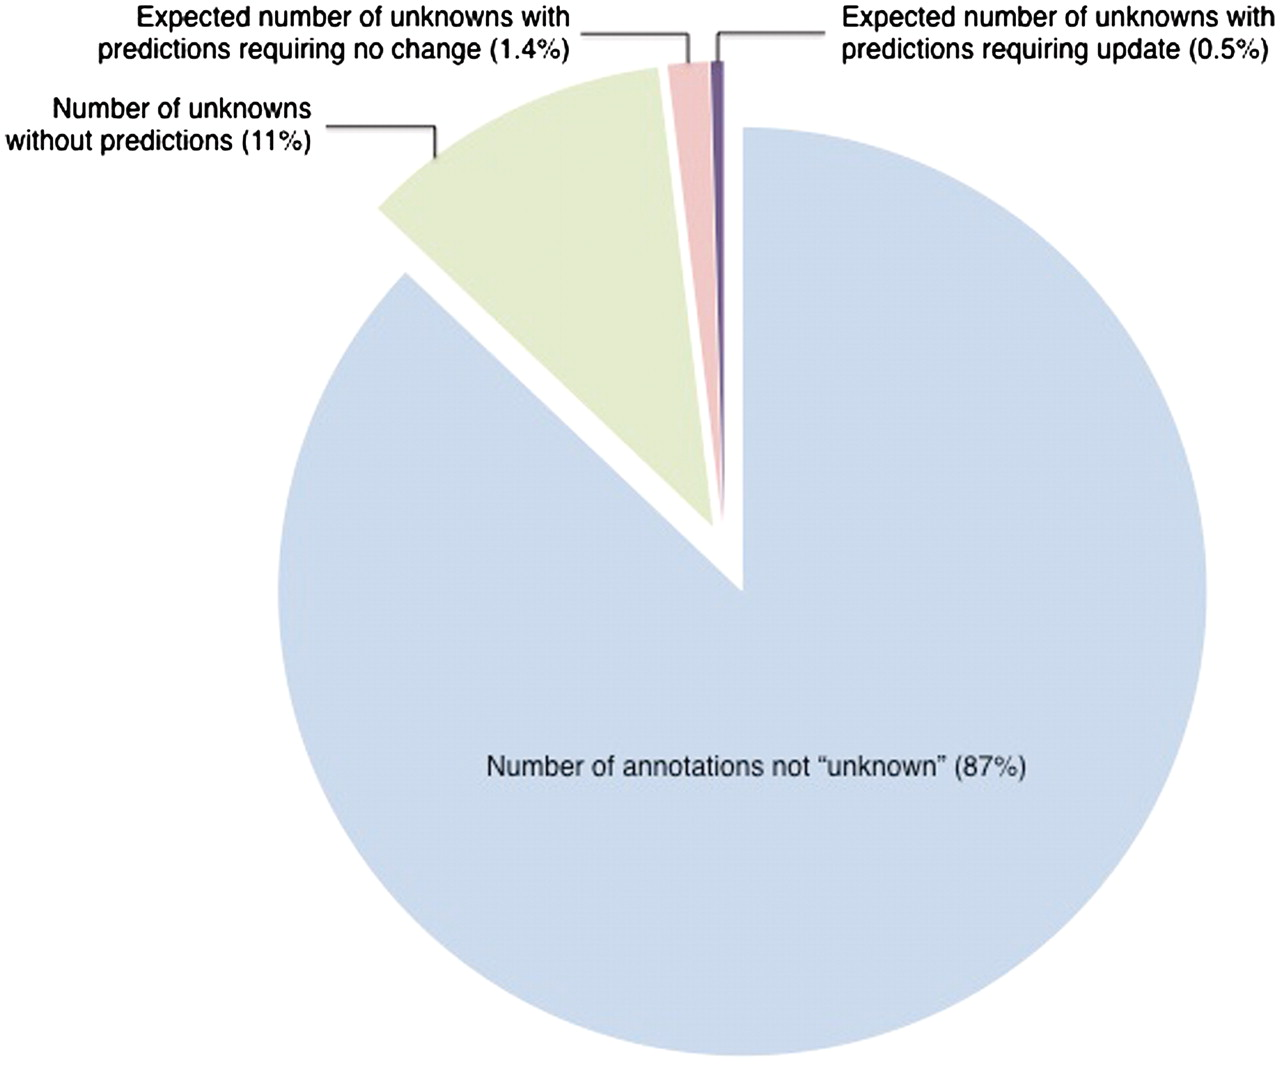 Expected number of unknowns with
predictions requiring no change (1.4%)
Expected number of unknowns with
predictions requiring update (0.5%)
Number of unknowns
without predictions (11%)
Number of annotations not “unknown” (87%)